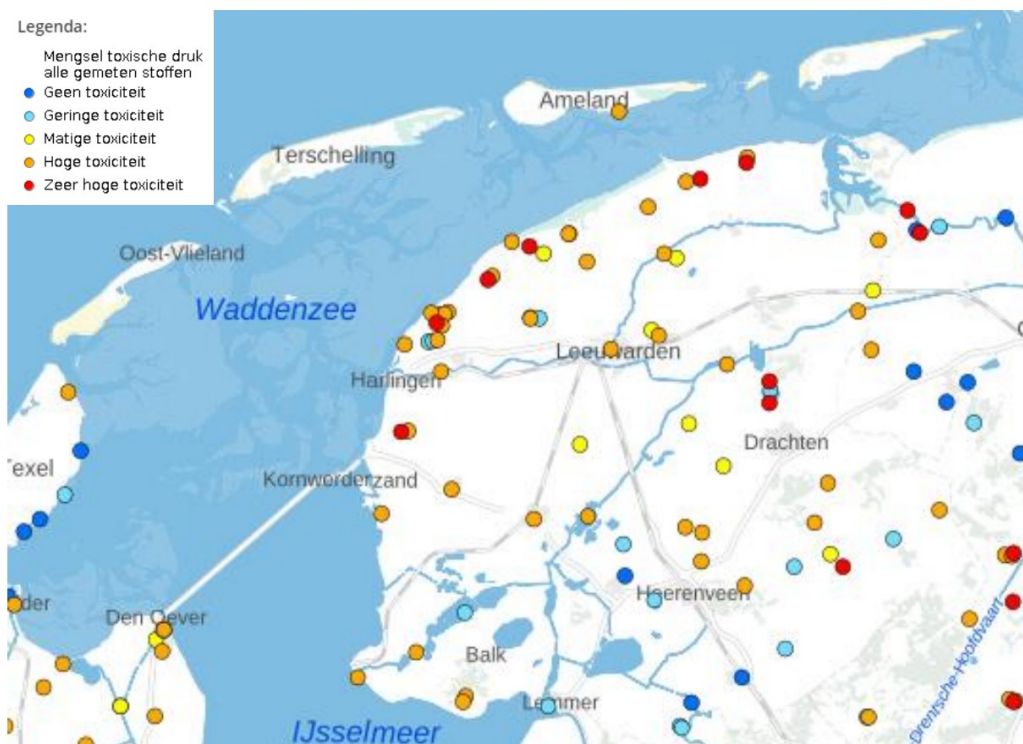 Legenda:
Mengsel toxische druk
alle gemeten stoffen
Geen toxiciteit
Geringe toxiciteit
Matige toxiciteit
Hoge toxiciteit
Zeer hoge toxiciteit
Ameland
Terschelling
Oost-Vlieland
Waddenzee
Leeuwarden
Harlingen
Drachten
Kornwerderzand
Heerenveen
Den Oever
Balk
Lemmer
IJsselmeer
Drentsche-Hoofdvaart